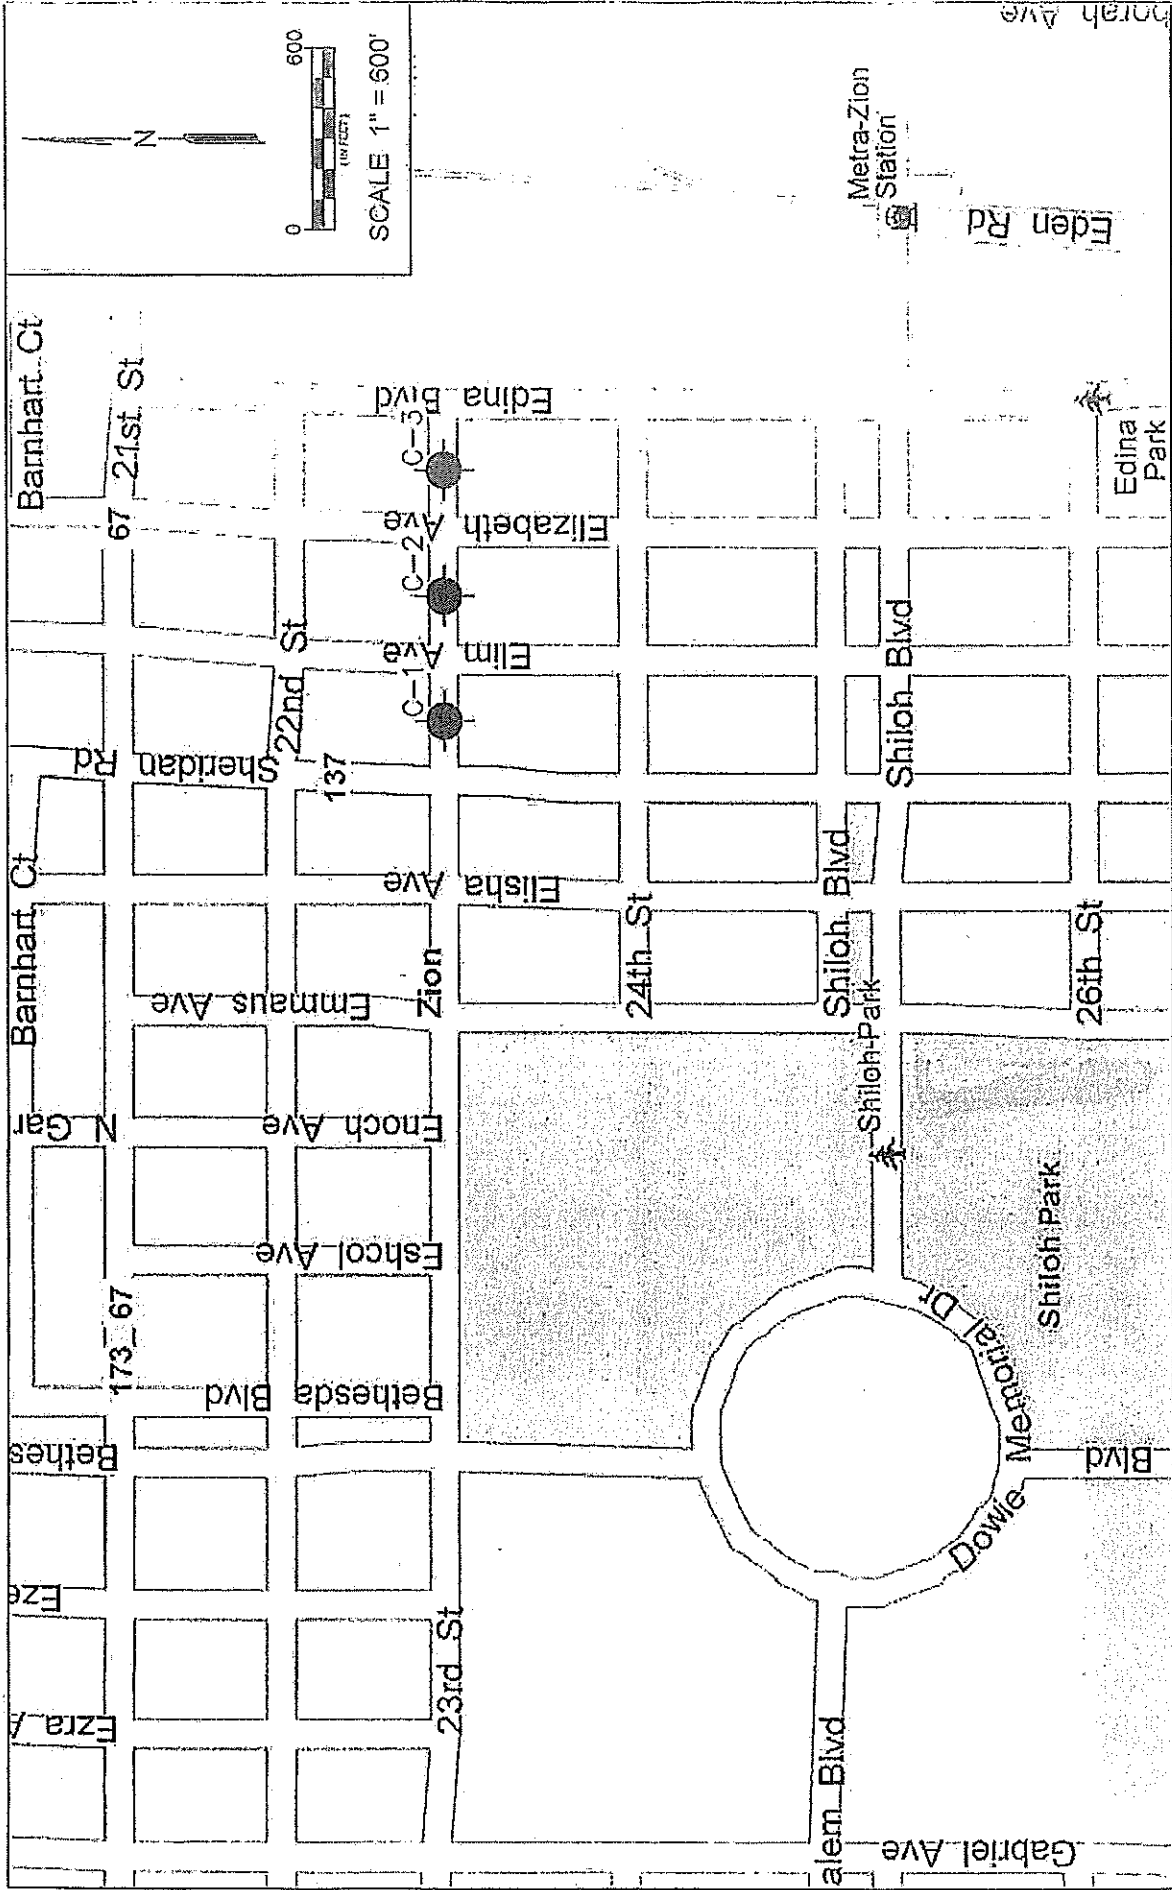 N
0
600
(IN FEET)
SCALE 1" = 600'
Barnhart Ct
Barnhart Ct
67
21st St
173
67
22nd St
137
Sheridan Rd
N Gar
Ezra A
Eze
Bethes
Bethesda Blvd
Eshcol Ave
Enoch Ave
Emmaus Ave
Elisha Ave
Elim Ave
Elizabeth Ave
Edina Blvd
C-1
C-2
C-3
23rd St
Zion
24th St
alem Blvd
Shiloh Blvd
Shiloh Blvd
Shiloh Park
Shiloh Park
Dowie Memorial Dr
Blvd
Gabriel Ave
26th St
Edina
Park
Metra-Zion
Station
Eden Rd
horah Ave